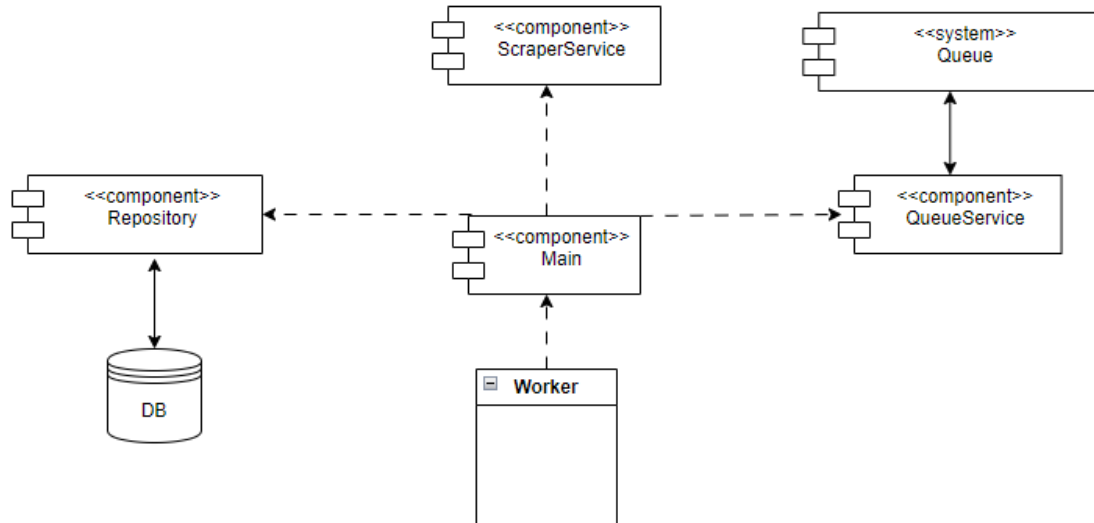 <<component>>
ScraperService
<<system>>
Queue
<<component>>
Repository
<<component>>
QueueService
<<component>>
Main
Worker
DB